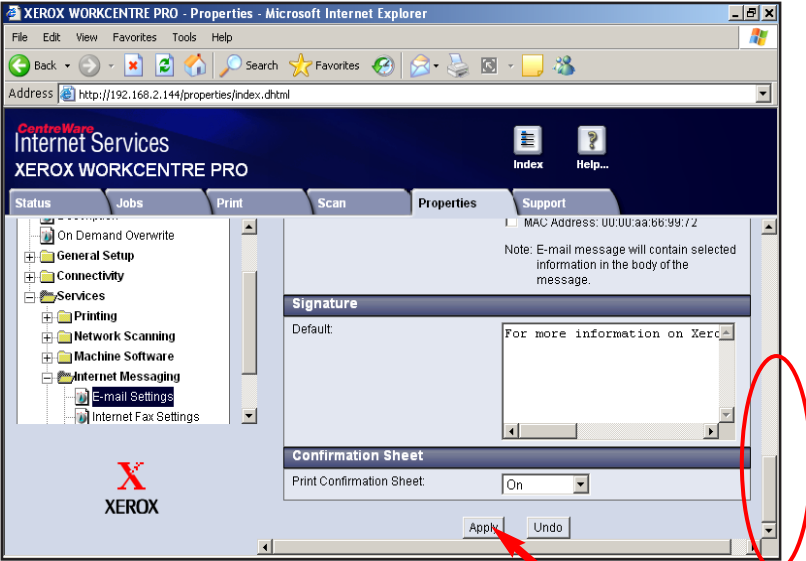 XEROX WORKCENTRE PRO - Properties - Microsoft Internet Explorer
File Edit View Favorites Tools Help
Back Search Favorites
Address http://192.168.2.144/properties/index.dhtml
CentreWare
Internet Services
XEROX WORKCENTRE PRO
Index Help...
Status Jobs Print Scan Properties Support
Description
On Demand Overwrite
General Setup
Connectivity
Services
Printing
Network Scanning
Machine Software
Internet Messaging
E-mail Settings
Internet Fax Settings
X
XEROX
MAC Address: 00:00:aa:66:99:72
Note: E-mail message will contain selected
information in the body of the
message.
Signature
Default:
For more information on Xero
Confirmation Sheet
Print Confirmation Sheet:
On
Apply Undo